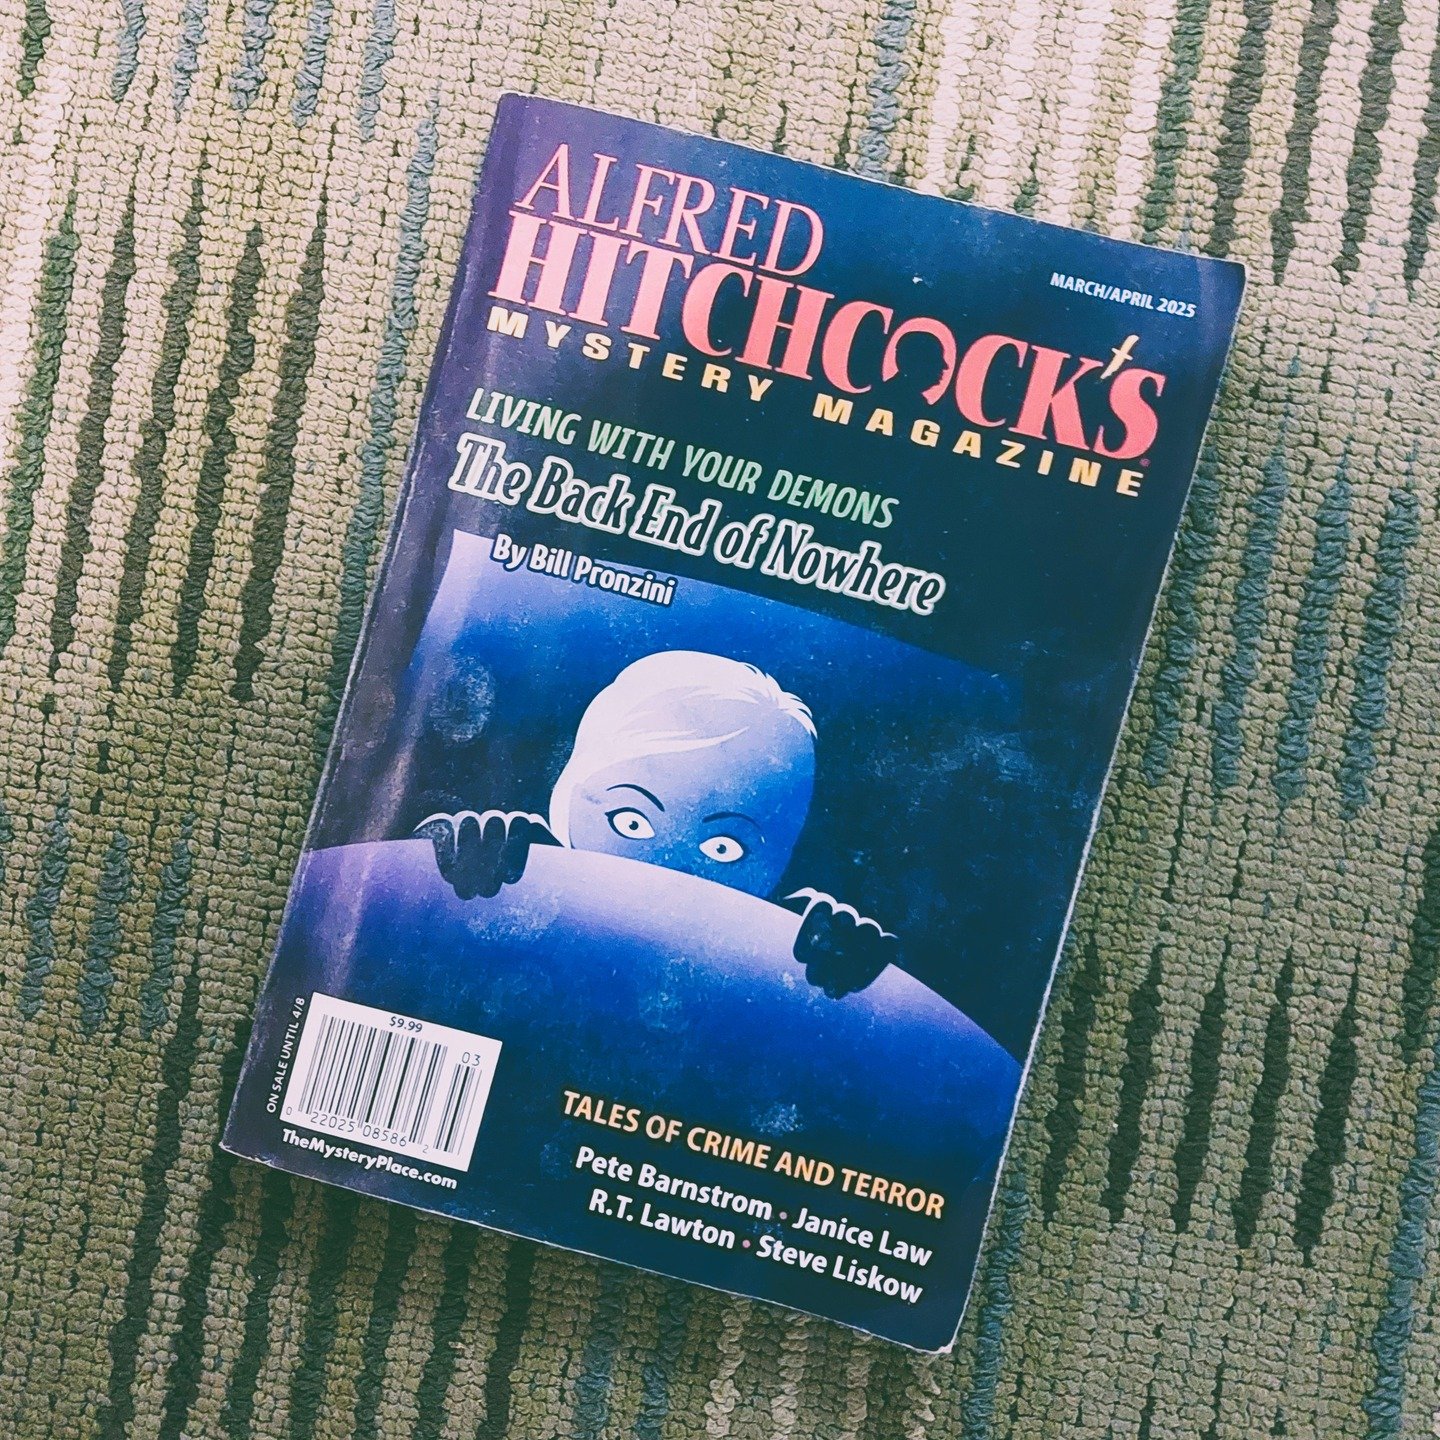 MARCH/APRIL 2025
ALFRED
HITCHCOCK'S
MYSTERY MAGAZINE
LIVING WITH YOUR DEMONS
The Back End of Nowhere
By Bill Pronzini
ON SALE UNTIL 4/8
$9.99
03
0 22025 08586 2
TheMysteryPlace.com
TALES OF CRIME AND TERROR
Pete Barnstrom • Janice Law
R.T. Lawton • Steve Liskow